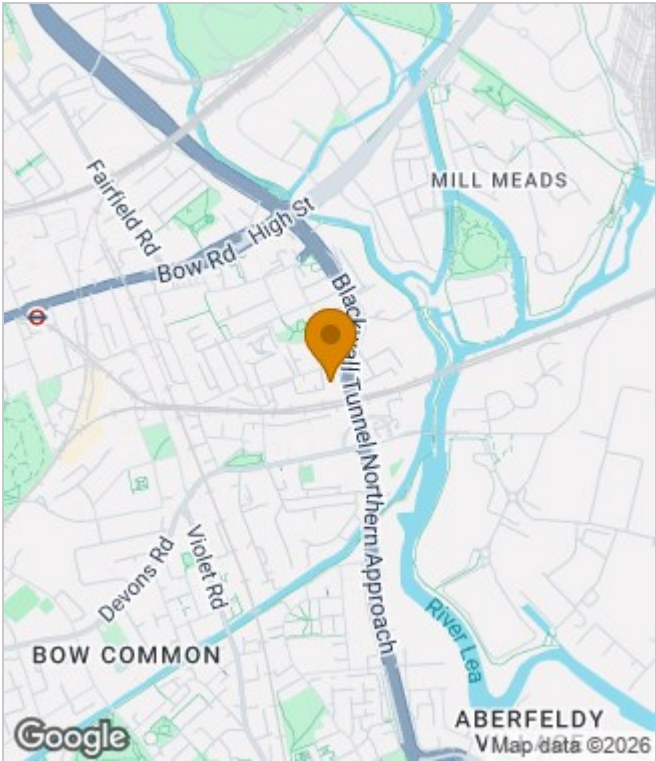 MILL MEADS
Fairfield Rd
Bow Rd
High St
Blackwall Tunnel Northern Approach
Devons Rd
Violet Rd
River Lea
BOW COMMON
ABERFELDY
Google
Map data ©2026